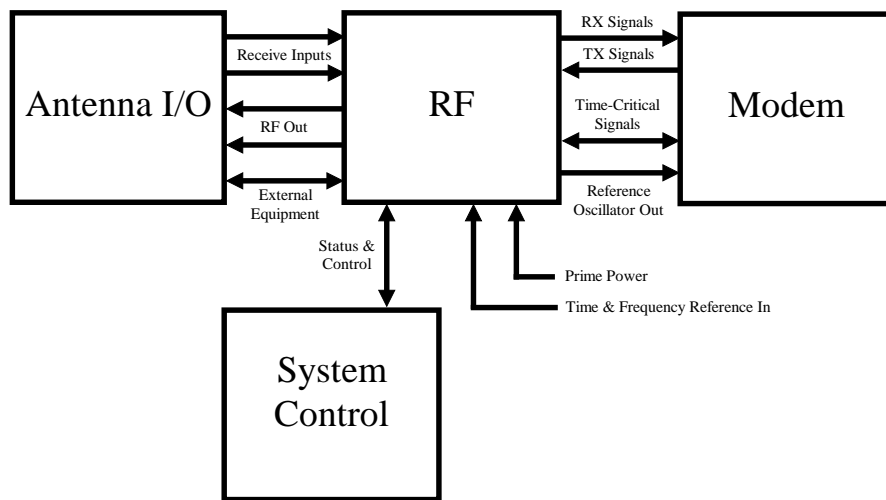 Antenna I/O
Receive Inputs
RF Out
External
Equipment
RF
RX Signals
TX Signals
Time-Critical
Signals
Reference
Oscillator Out
Modem
Status &
Control
Prime Power
Time & Frequency Reference In
System
Control